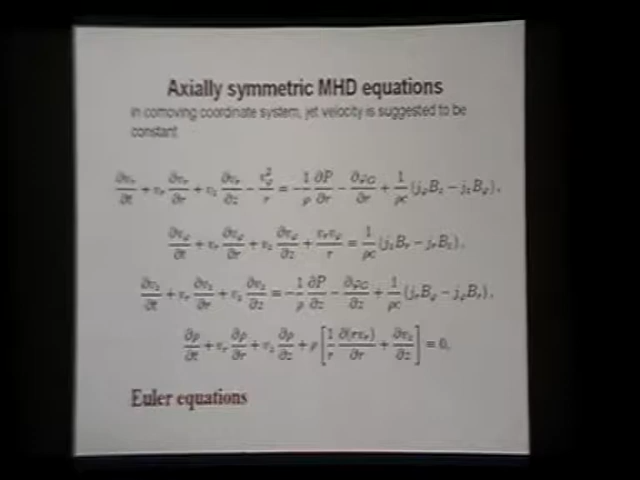 Axially symmetric MHD equations
In comoving coordinate system, jet velocity is suggested to be
constant
∂v_r/∂t + v_r ∂v_r/∂r + v_z ∂v_r/∂z − v_φ²/r = −1/ρ ∂P/∂r − ∂φ_G/∂r + 1/ρc (j_φB_z − j_zB_φ),
∂v_φ/∂t + v_r ∂v_φ/∂r + v_z ∂v_φ/∂z + v_rv_φ/r = 1/ρc (j_zB_r − j_rB_z),
∂v_z/∂t + v_r ∂v_z/∂r + v_z ∂v_z/∂z = −1/ρ ∂P/∂z − ∂φ_G/∂z + 1/ρc (j_rB_φ − j_φB_r),
∂ρ/∂t + v_r ∂ρ/∂r + v_z ∂ρ/∂z + ρ[1/r ∂(rv_r)/∂r + ∂v_z/∂z] = 0,
Euler equations